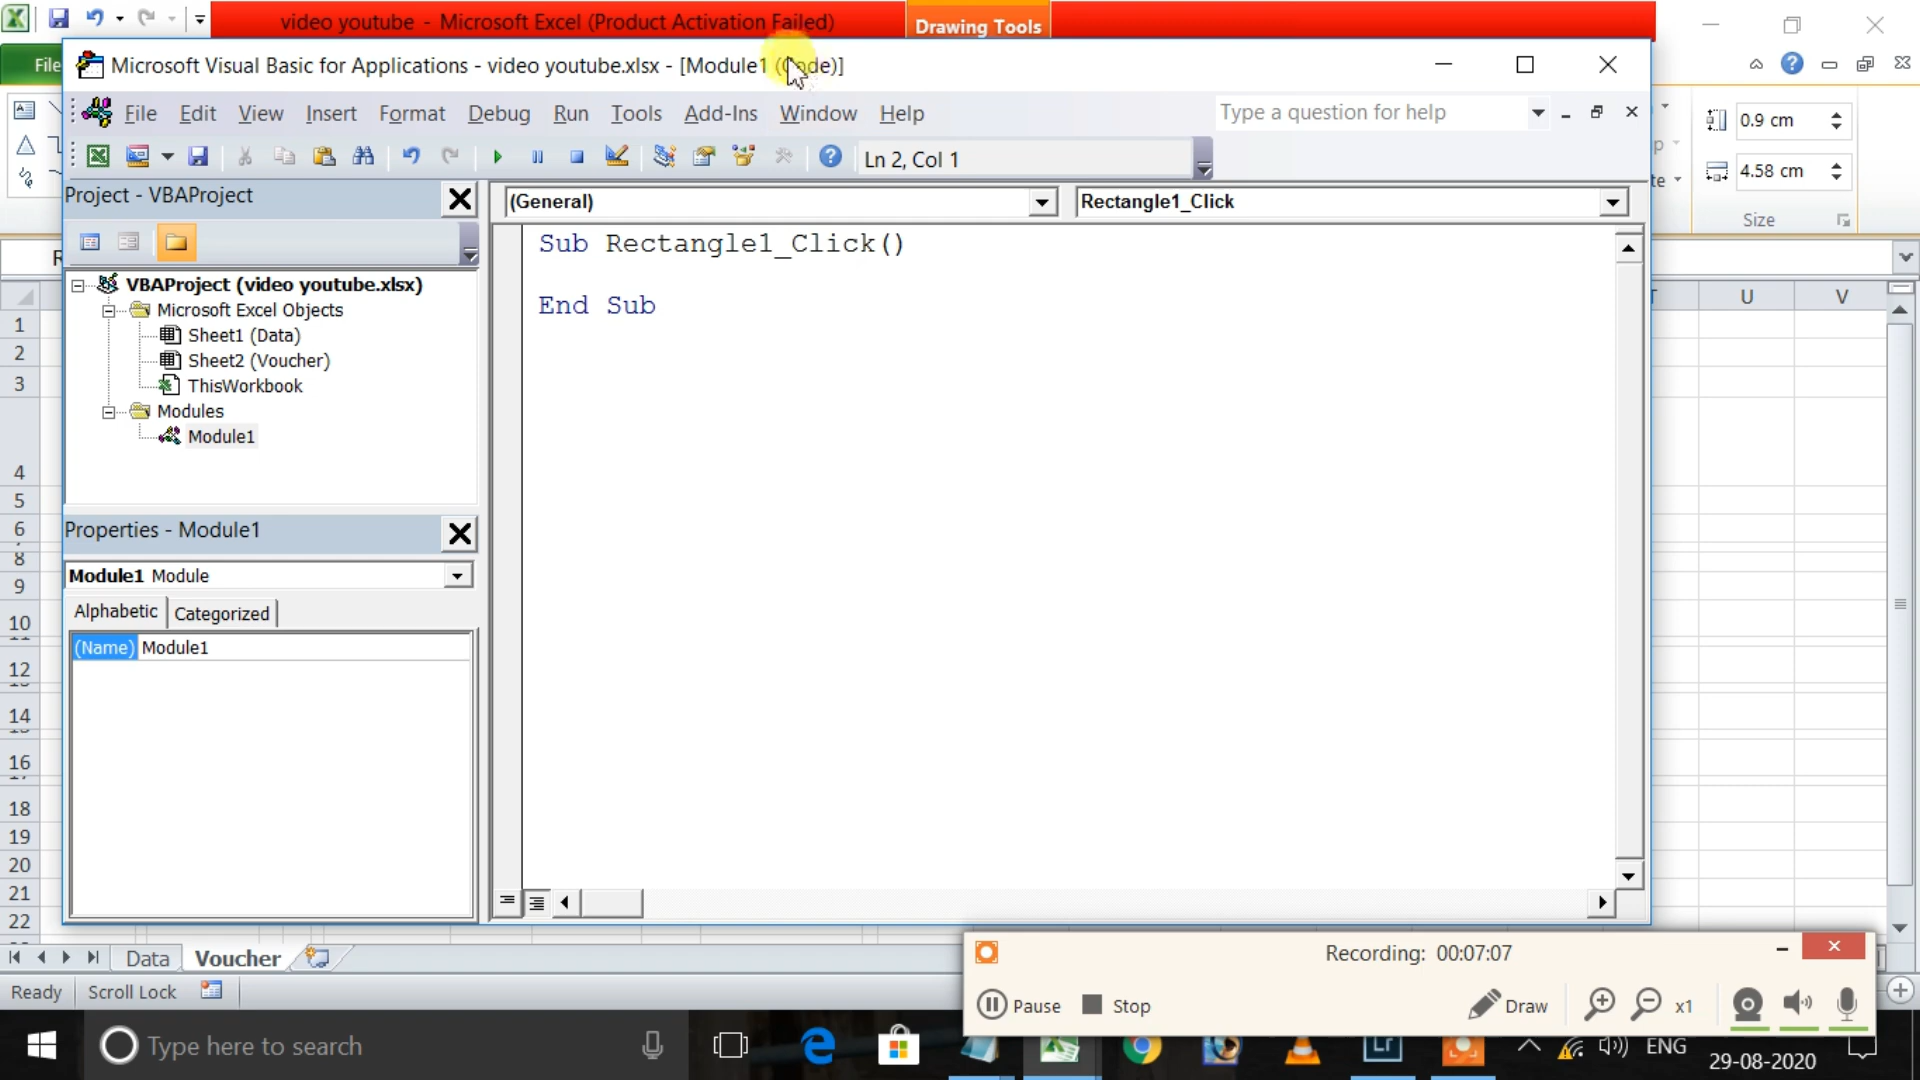 video youtube - Microsoft Excel (Product Activation Failed)
Drawing Tools
File
Microsoft Visual Basic for Applications - video youtube.xlsx - [Module1 (Code)]
File Edit View Insert Format Debug Run Tools Add-Ins Window Help
Type a question for help
0.9 cm
4.58 cm
Size
Ln 2, Col 1
Project - VBAProject
(General)
Rectangle1_Click
Sub Rectangle1_Click()
End Sub
VBAProject (video youtube.xlsx)
Microsoft Excel Objects
Sheet1 (Data)
Sheet2 (Voucher)
ThisWorkbook
Modules
Module1
Properties - Module1
Module1 Module
Alphabetic Categorized
(Name) Module1
U V
1
2
3
4
5
6
8
9
10
12
14
16
18
19
20
21
22
Data Voucher
Ready Scroll Lock
Recording: 00:07:07
Pause Stop Draw x1
Type here to search
Lr
ENG
29-08-2020